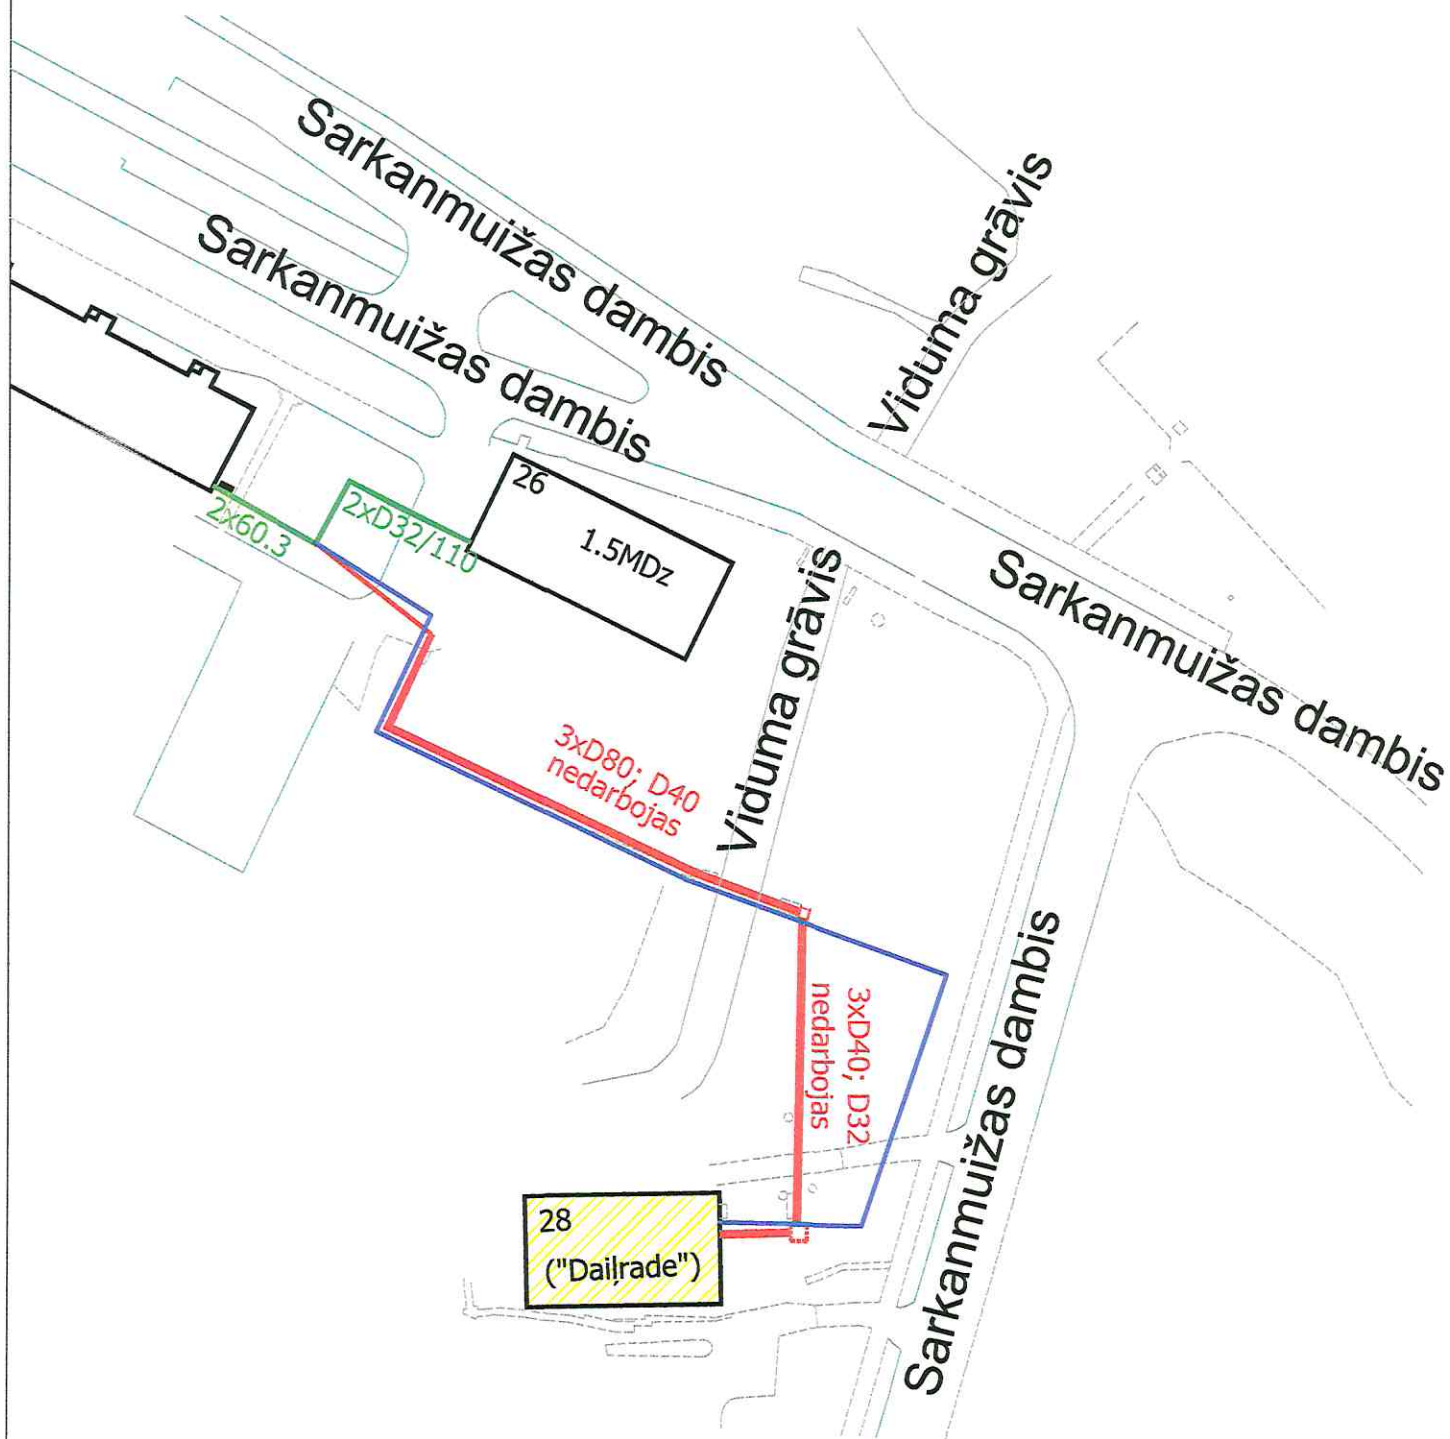 Sarkanmuižas dambis
Viduma grāvis
Sarkanmuižas dambis
26
1.5MDz
2xD32/110
2x60.3
Sarkanmuižas dambis
Viduma grāvis
3xD80; D40
nedarbojas
3xD40; D32
nedarbojas
Sarkanmuižas dambis
28
("Daiļrade")